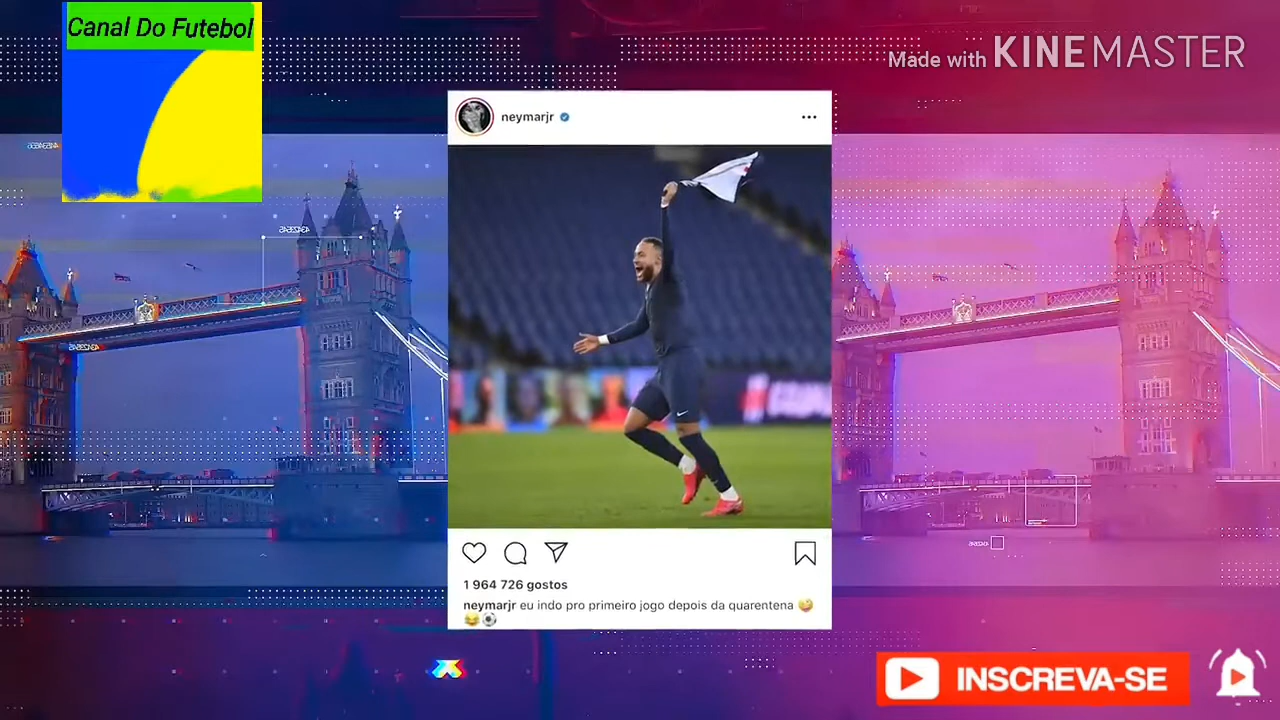 Canal Do Futebol
Made with KINEMASTER
neymarjr
1 964 726 gostos
neymarjr eu indo pro primeiro jogo depois da quarentena 🤪
😂⚽
INSCREVA-SE